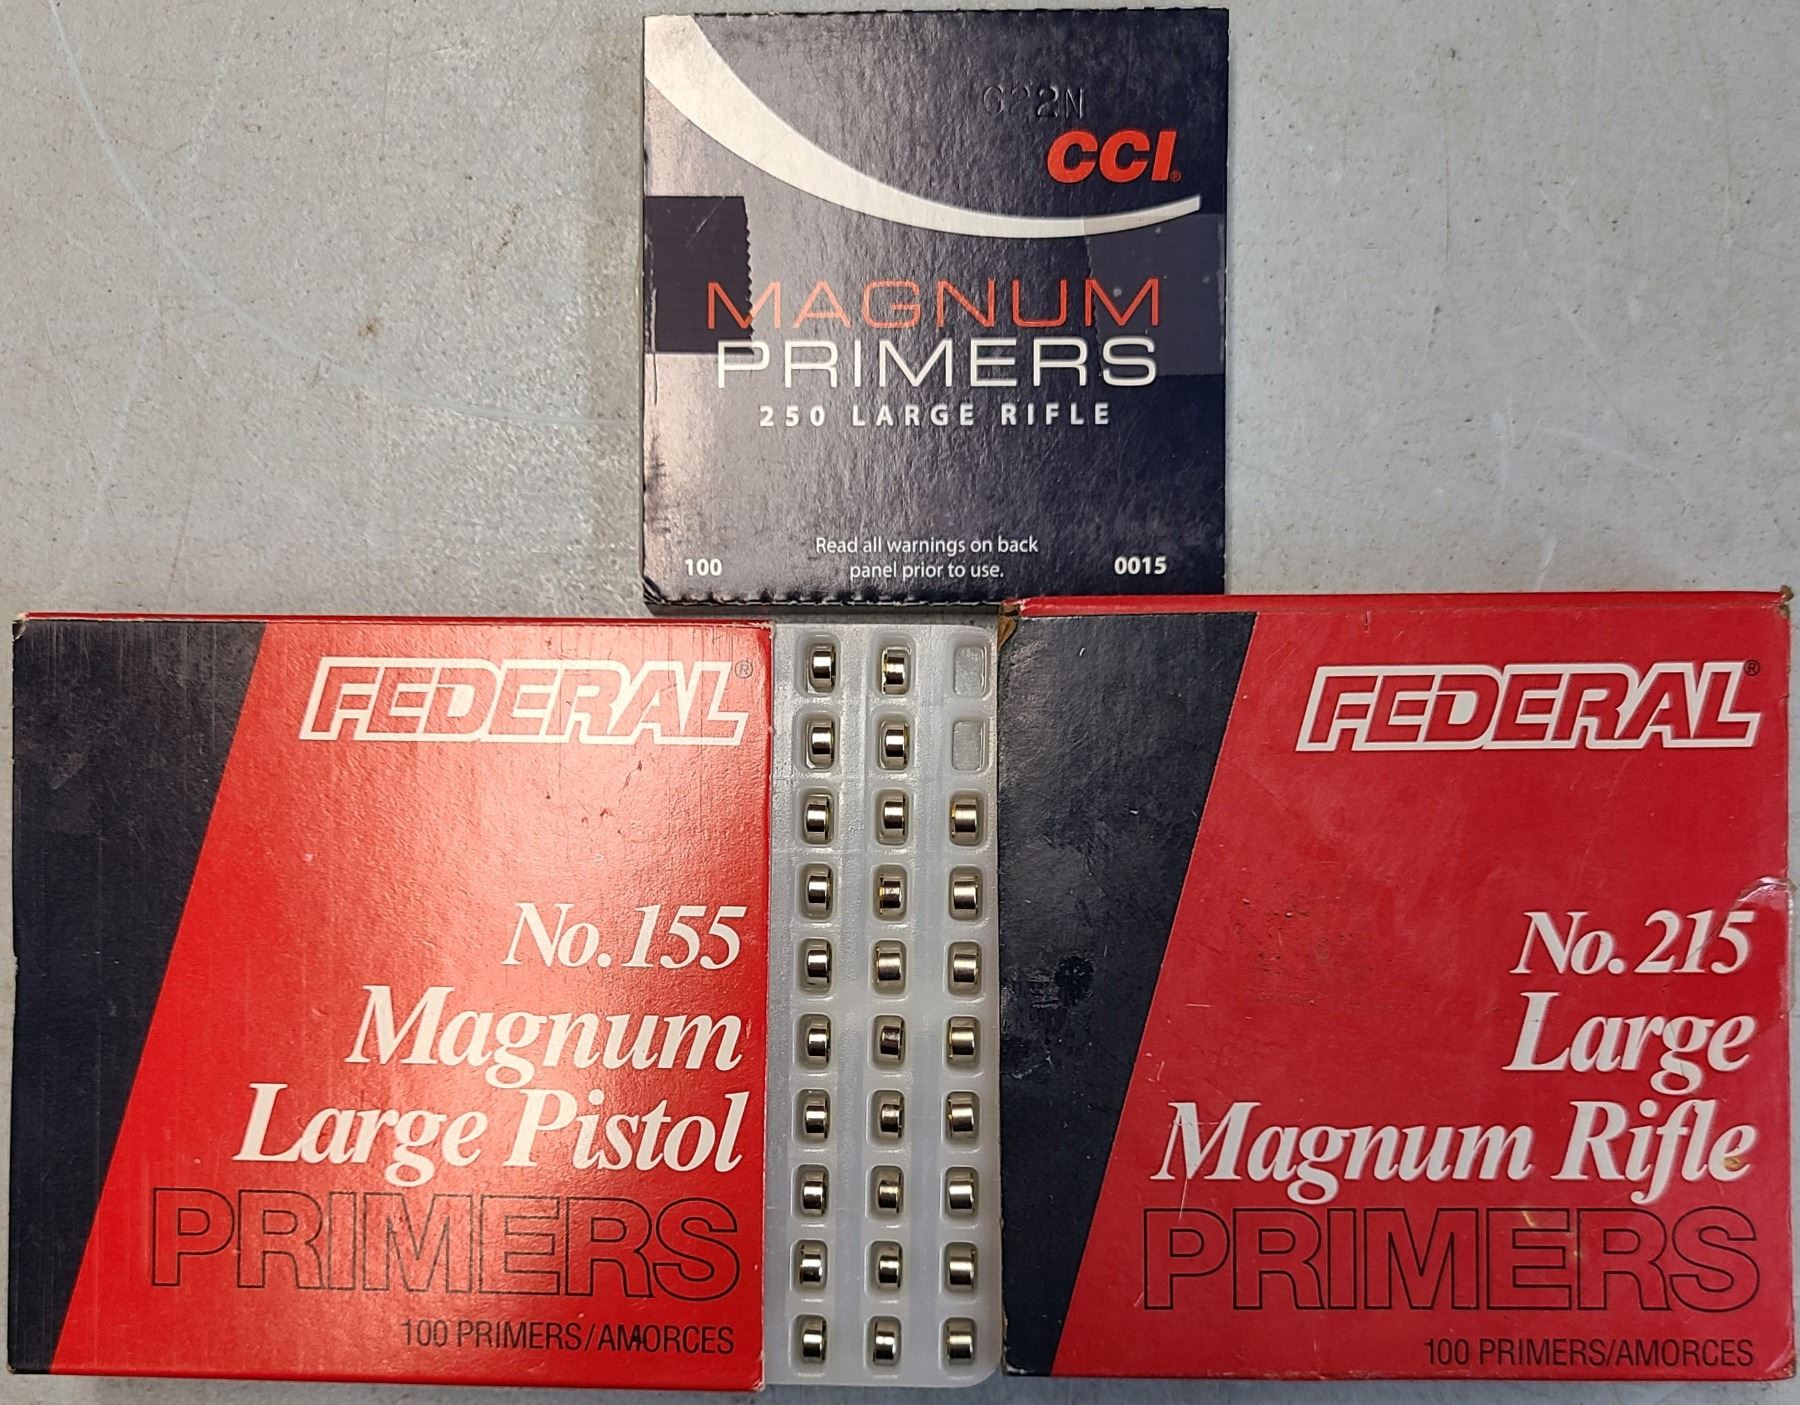 G22N
CCI®
MAGNUM
PRIMERS
250 LARGE RIFLE
Read all warnings on back
panel prior to use.
100
0015
FEDERAL®
No. 155
Magnum
Large Pistol
PRIMERS
100 PRIMERS/AMORCES
FEDERAL®
No. 215
Large
Magnum Rifle
PRIMERS
100 PRIMERS/AMORCES